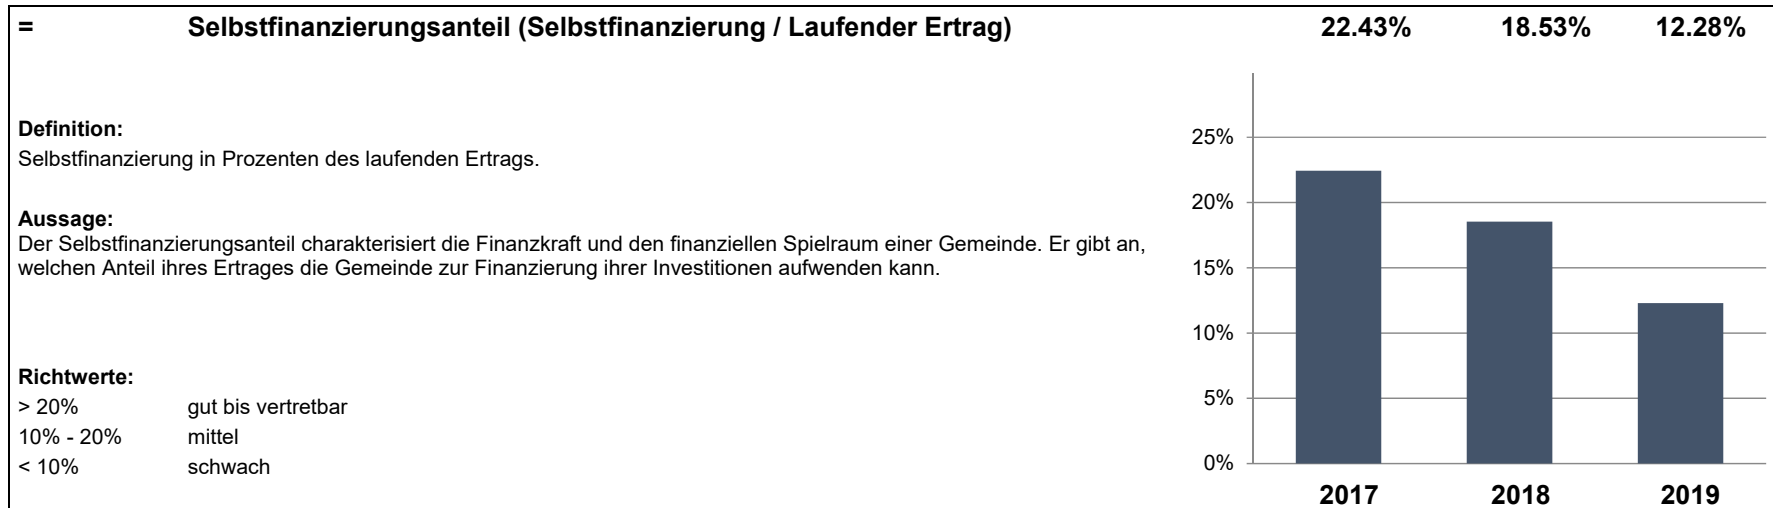 = Selbstfinanzierungsanteil (Selbstfinanzierung / Laufender Ertrag) 22.43% 18.53% 12.28%
Definition:
Selbstfinanzierung in Prozenten des laufenden Ertrags.
Aussage:
Der Selbstfinanzierungsanteil charakterisiert die Finanzkraft und den finanziellen Spielraum einer Gemeinde. Er gibt an,
welchen Anteil ihres Ertrages die Gemeinde zur Finanzierung ihrer Investitionen aufwenden kann.
Richtwerte:
> 20% gut bis vertretbar
10% - 20% mittel
< 10% schwach
25%
20%
15%
10%
5%
0%
2017 2018 2019